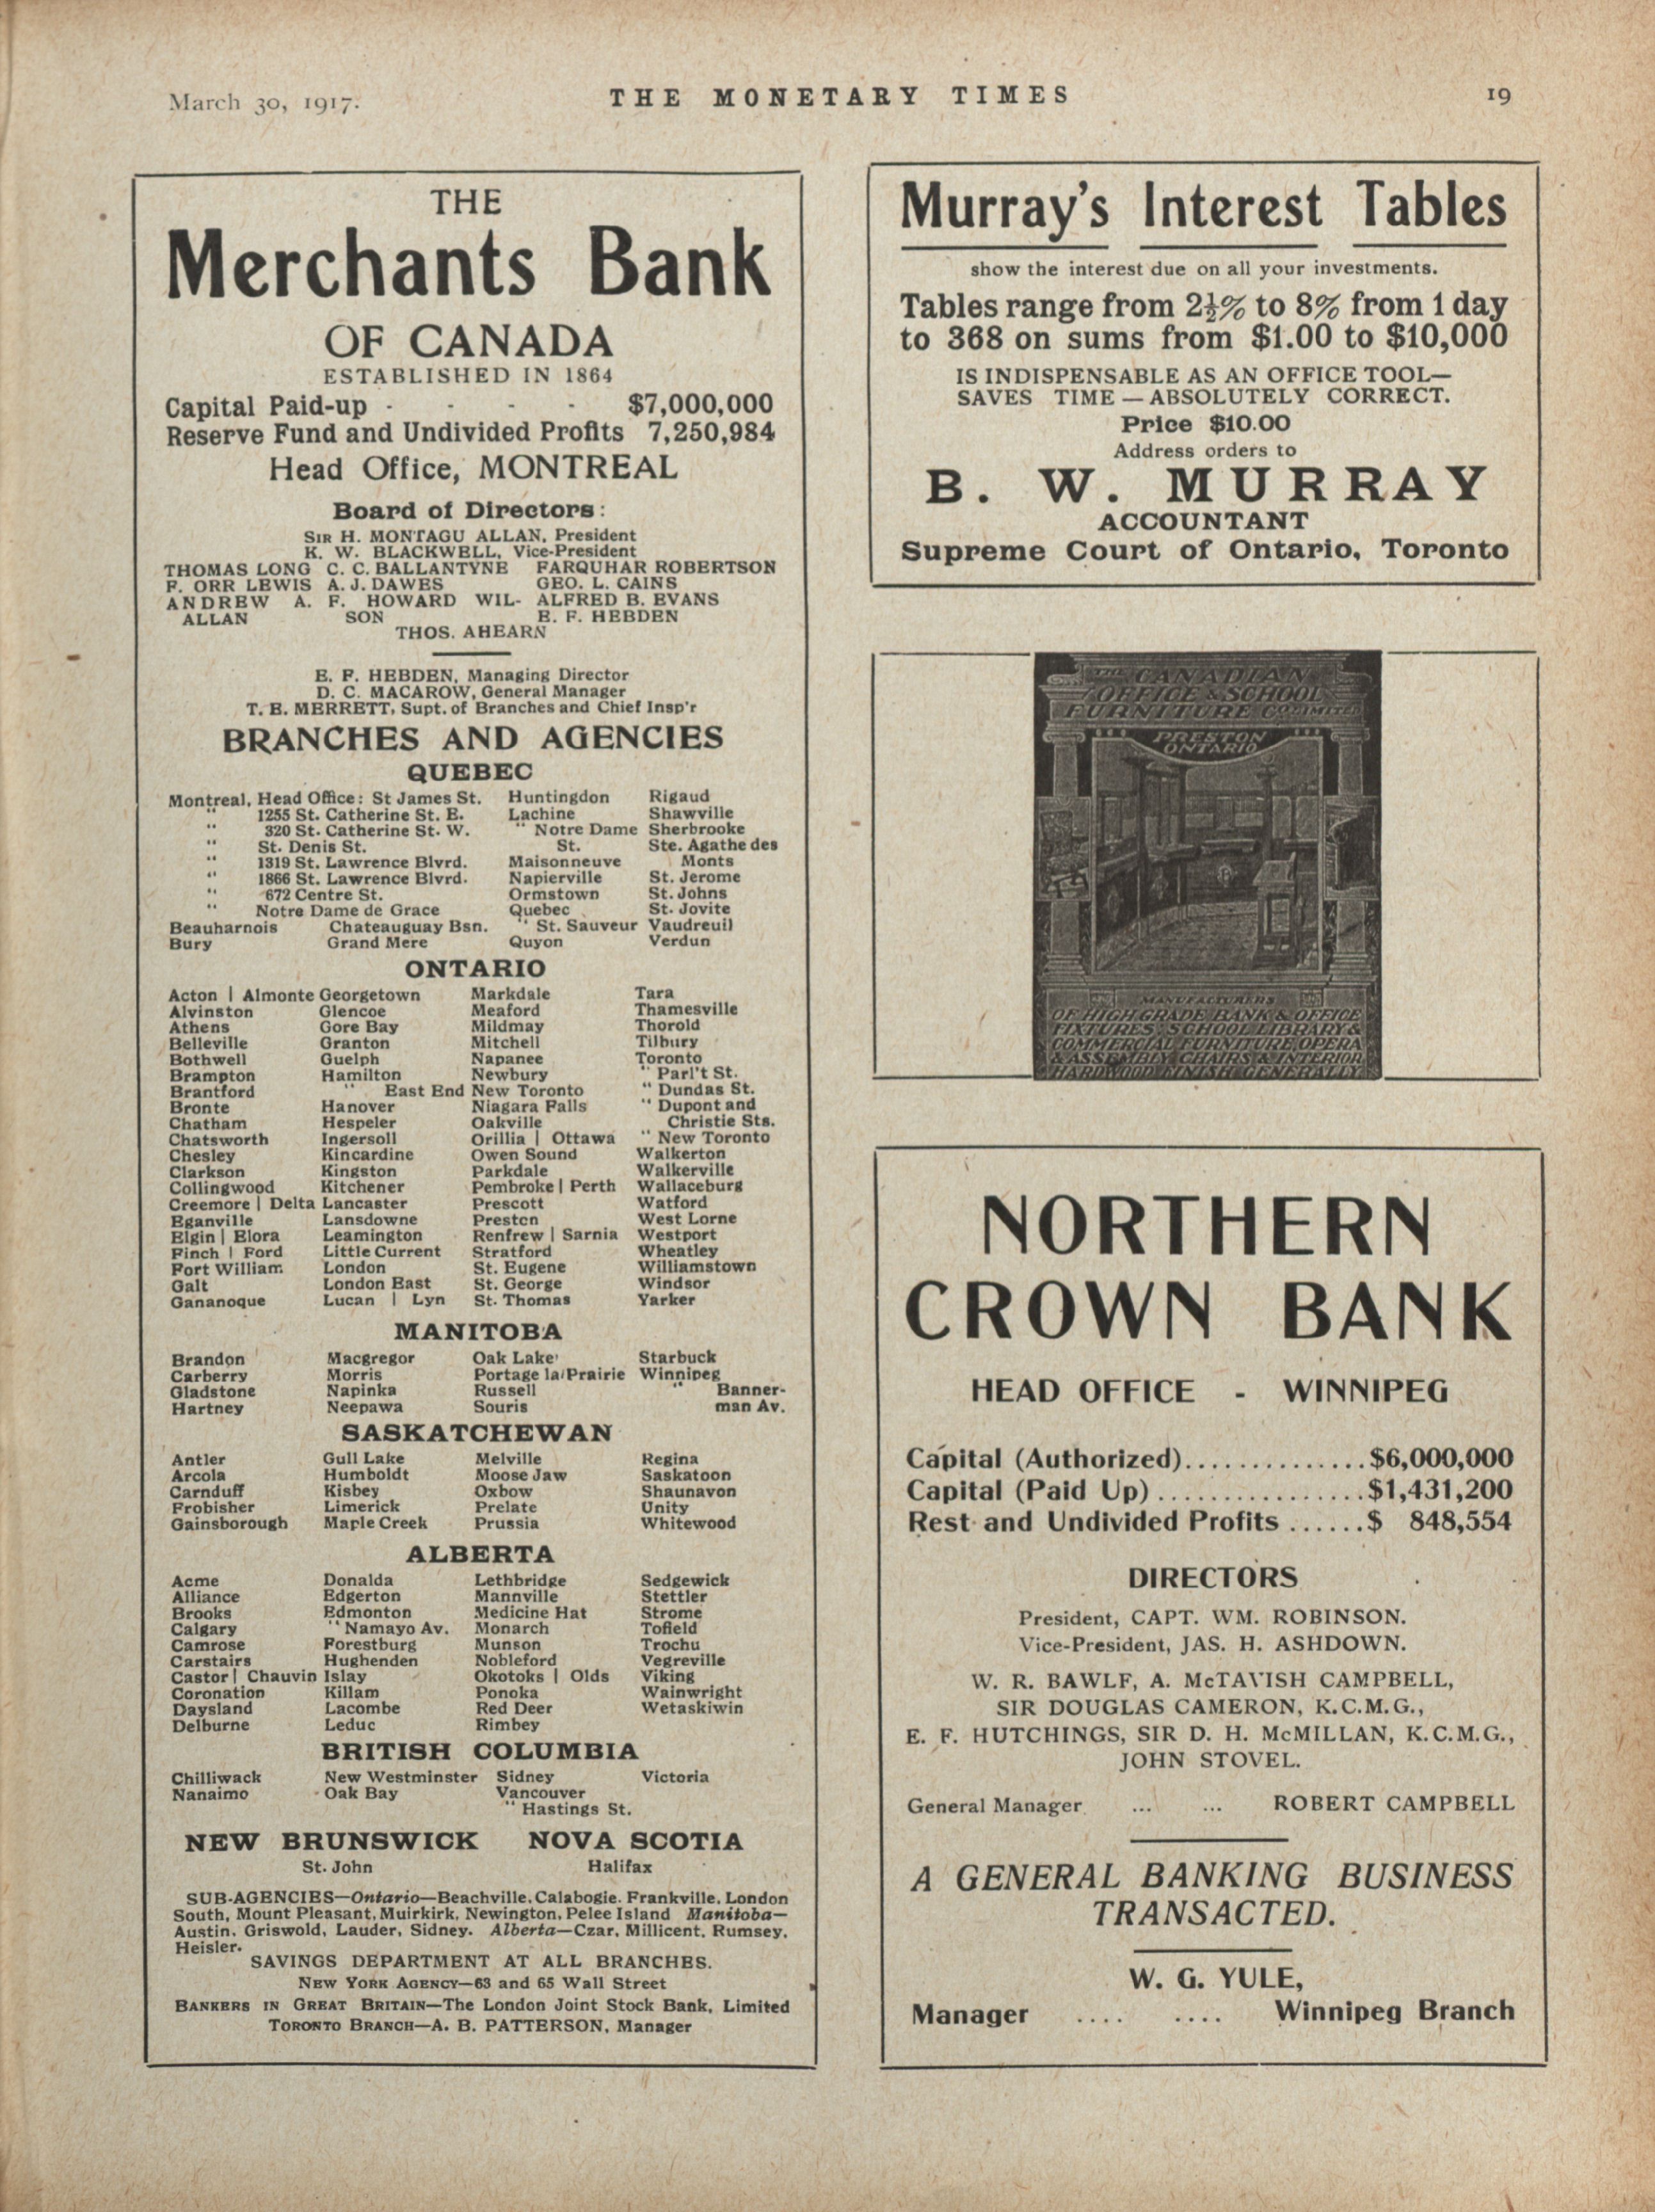 March 30, 1917.
THE MONETARY TIMES
19
THE
Merchants Bank
OF CANADA
ESTABLISHED IN 1864
Capital Paid-up - - - - $7,000,000
Reserve Fund and Undivided Profits 7,250,984
Head Office, MONTREAL
Board of Directors:
SIR H. MONTAGU ALLAN, President
K. W. BLACKWELL, Vice-President
THOMAS LONG C. C. BALLANTYNE FARQUHAR ROBERTSON
F. ORR LEWIS A. J. DAWES GEO. L. CAINS
ANDREW A. F. HOWARD WIL- ALFRED B. EVANS
ALLAN SON E. F. HEBDEN
THOS. AHEARN
E. F. HEBDEN, Managing Director
D. C. MACAROW, General Manager
T. E. MERRETT, Supt. of Branches and Chief Insp'r
BRANCHES AND AGENCIES
QUEBEC
Montreal, Head Office: St James St. Huntingdon Rigaud
" 1255 St. Catherine St. E. Lachine Shawville
" 320 St. Catherine St. W. " Notre Dame Sherbrooke
" St. Denis St. St. Ste. Agathe des
" 1319 St. Lawrence Blvrd. Maisonneuve Monts
" 1866 St. Lawrence Blvrd. Napierville St. Jerome
" 672 Centre St. Ormstown St. Johns
" Notre Dame de Grace Quebec St. Jovite
Beauharnois Chateauguay Bsn. " St. Sauveur Vaudreuil
Bury Grand Mere Quyon Verdun
ONTARIO
Acton | Almonte Georgetown Markdale Tara
Alvinston Glencoe Meaford Thamesville
Athens Gore Bay Mildmay Thorold
Belleville Granton Mitchell Tilbury
Bothwell Guelph Napanee Toronto
Brampton Hamilton Newbury " Parl't St.
Brantford " East End New Toronto " Dundas St.
Bronte Hanover Niagara Falls " Dupont and
Chatham Hespeler Oakville Christie Sts.
Chatsworth Ingersoll Orillia | Ottawa " New Toronto
Chesley Kincardine Owen Sound Walkerton
Clarkson Kingston Parkdale Walkerville
Collingwood Kitchener Pembroke | Perth Wallaceburg
Creemore | Delta Lancaster Prescott Watford
Eganville Lansdowne Preston West Lorne
Elgin | Elora Leamington Renfrew | Sarnia Westport
Finch | Ford Little Current Stratford Wheatley
Fort William London St. Eugene Williamstown
Galt London East St. George Windsor
Gananoque Lucan | Lyn St. Thomas Yarker
MANITOBA
Brandon Macgregor Oak Lake Starbuck
Carberry Morris Portage la Prairie Winnipeg
Gladstone Napinka Russell " Banner-
Hartney Neepawa Souris man Av.
SASKATCHEWAN
Antler Gull Lake Melville Regina
Arcola Humboldt Moose Jaw Saskatoon
Carnduff Kisbey Oxbow Shaunavon
Frobisher Limerick Prelate Unity
Gainsborough Maple Creek Prussia Whitewood
ALBERTA
Acme Donalda Lethbridge Sedgewick
Alliance Edgerton Mannville Stettler
Brooks Edmonton Medicine Hat Strome
Calgary " Namayo Av. Monarch Tofield
Camrose Forestburg Munson Trochu
Carstairs Hughenden Nobleford Vegreville
Castor | Chauvin Islay Okotoks | Olds Viking
Coronation Killam Ponoka Wainwright
Daysland Lacombe Red Deer Wetaskiwin
Delburne Leduc Rimbey
BRITISH COLUMBIA
Chilliwack New Westminster Sidney Victoria
Nanaimo Oak Bay Vancouver
" Hastings St.
NEW BRUNSWICK NOVA SCOTIA
St. John Halifax
SUB-AGENCIES—Ontario—Beachville, Calabogie, Frankville, London
South, Mount Pleasant, Muirkirk, Newington, Pelee Island Manitoba—
Austin, Griswold, Lauder, Sidney. Alberta—Czar, Millicent, Rumsey,
Heisler.
SAVINGS DEPARTMENT AT ALL BRANCHES.
NEW YORK AGENCY—63 and 65 Wall Street
BANKERS IN GREAT BRITAIN—The London Joint Stock Bank, Limited
TORONTO BRANCH—A. B. PATTERSON, Manager
Murray's Interest Tables
show the interest due on all your investments.
Tables range from 2½% to 8% from 1 day
to 368 on sums from $1.00 to $10,000
IS INDISPENSABLE AS AN OFFICE TOOL—
SAVES TIME — ABSOLUTELY CORRECT.
Price $10.00
Address orders to
B. W. MURRAY
ACCOUNTANT
Supreme Court of Ontario, Toronto
THE CANADIAN
OFFICE & SCHOOL
FURNITURE CO. LIMITED
PRESTON
ONTARIO
MANUFACTURERS
OF HIGH GRADE BANK & OFFICE
FIXTURES, SCHOOL, LIBRARY &
COMMERCIAL FURNITURE, OPERA
& ASSEMBLY CHAIRS & INTERIOR
HARDWOOD FINISH GENERALLY
NORTHERN
CROWN BANK
HEAD OFFICE - WINNIPEG
Capital (Authorized)..............$6,000,000
Capital (Paid Up)................$1,431,200
Rest and Undivided Profits......$ 848,554
DIRECTORS
President, CAPT. WM. ROBINSON.
Vice-President, JAS. H. ASHDOWN.
W. R. BAWLF, A. McTAVISH CAMPBELL,
SIR DOUGLAS CAMERON, K.C.M.G.,
E. F. HUTCHINGS, SIR D. H. McMILLAN, K.C.M.G.,
JOHN STOVEL.
General Manager ... ... ROBERT CAMPBELL
A GENERAL BANKING BUSINESS
TRANSACTED.
W. G. YULE,
Manager .... .... Winnipeg Branch